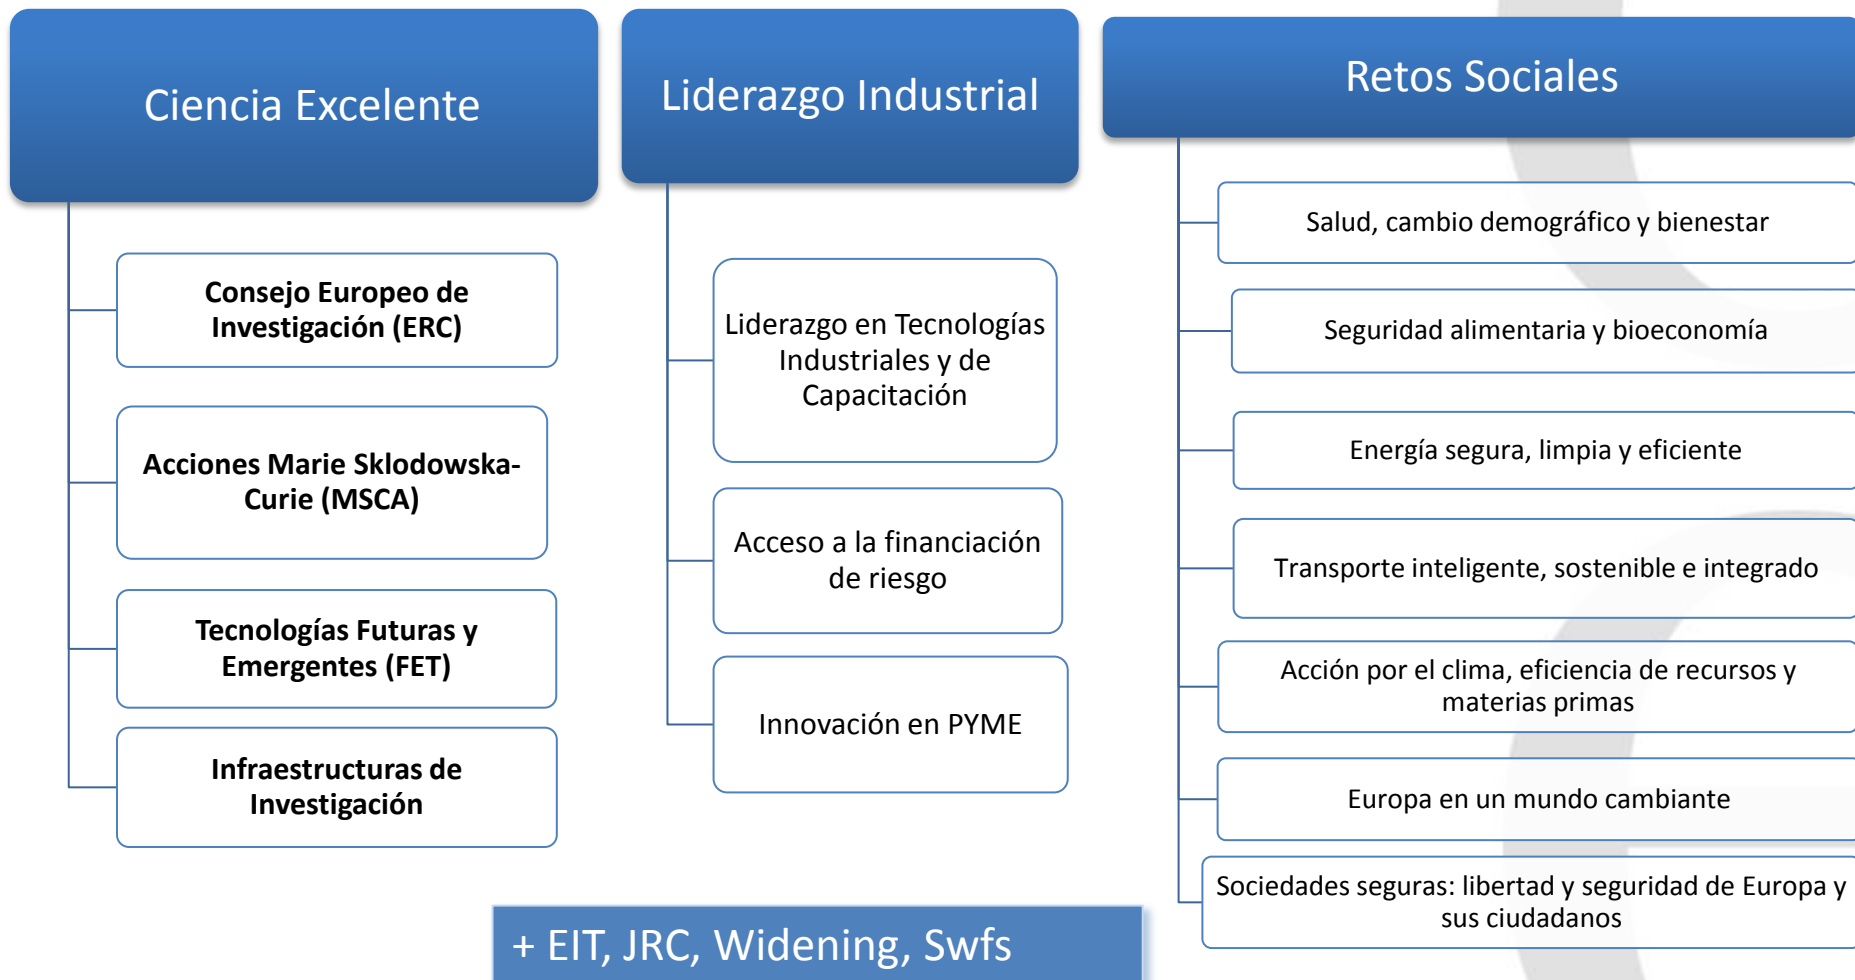 Ciencia Excelente
Consejo Europeo de
Investigación (ERC)
Acciones Marie Sklodowska-
Curie (MSCA)
Tecnologías Futuras y
Emergentes (FET)
Infraestructuras de
Investigación
Liderazgo Industrial
Liderazgo en Tecnologías
Industriales y de
Capacitación
Acceso a la financiación
de riesgo
Innovación en PYME
Retos Sociales
Salud, cambio demográfico y bienestar
Seguridad alimentaria y bioeconomía
Energía segura, limpia y eficiente
Transporte inteligente, sostenible e integrado
Acción por el clima, eficiencia de recursos y
materias primas
Europa en un mundo cambiante
Sociedades seguras: libertad y seguridad de Europa y
sus ciudadanos
+ EIT, JRC, Widening, Swfs